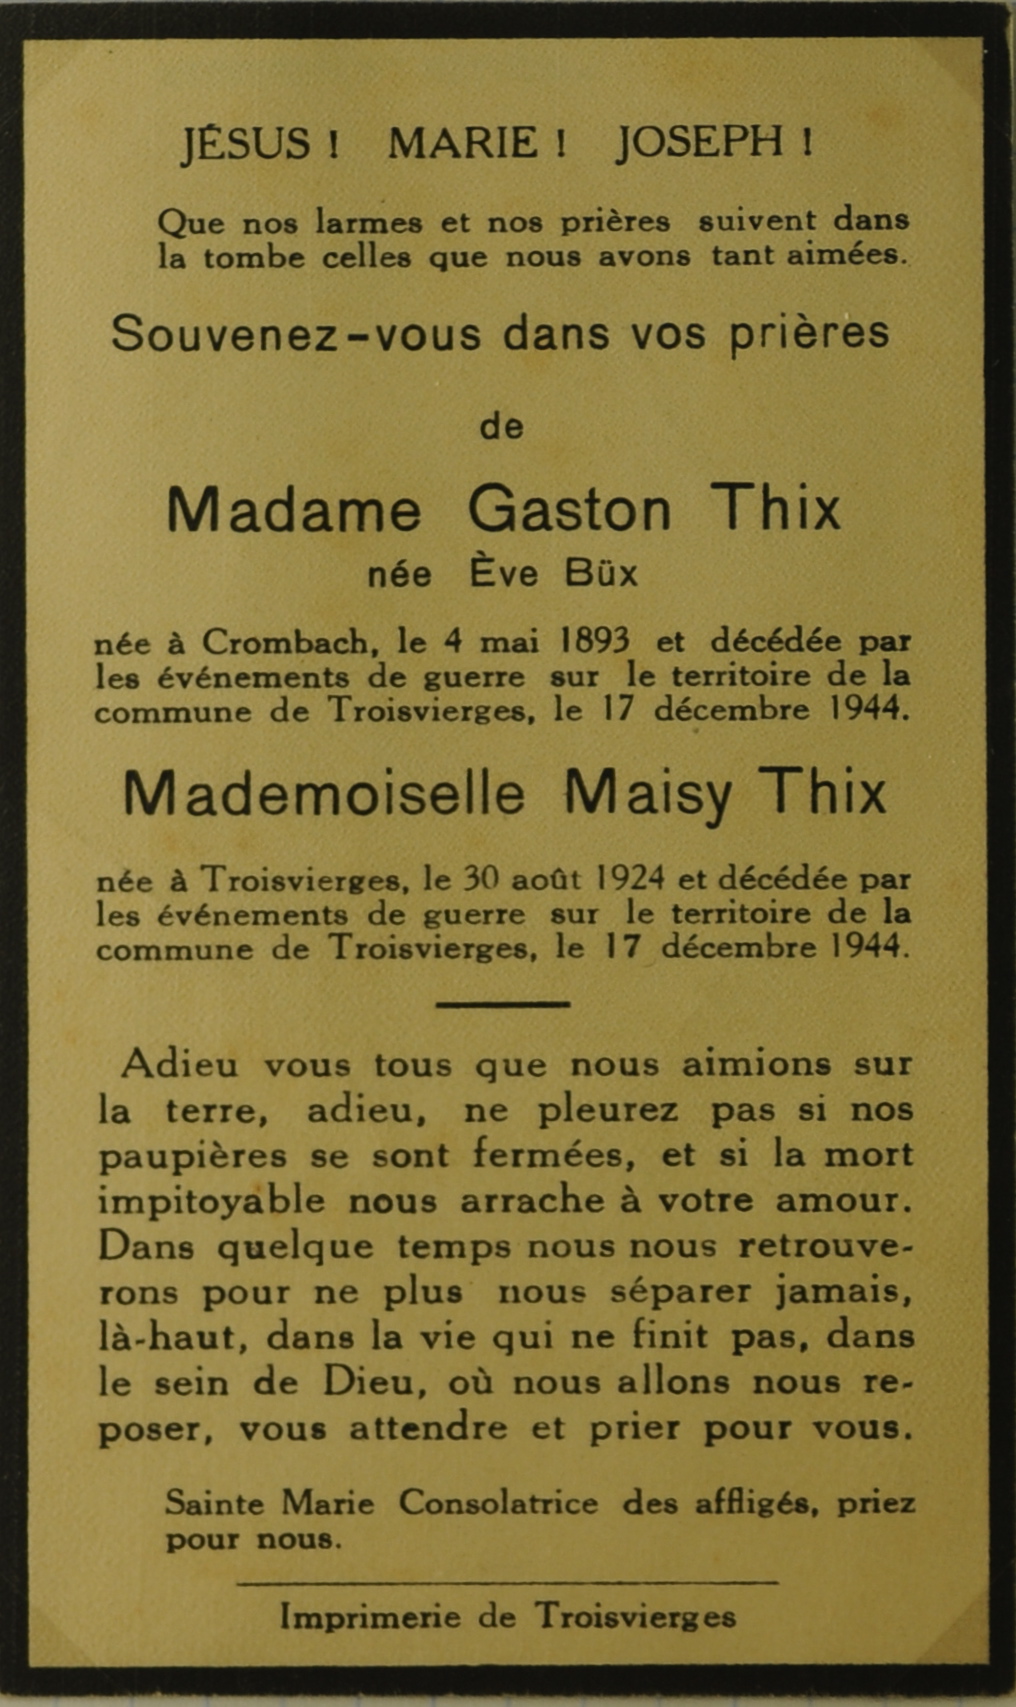 JÉSUS ! MARIE ! JOSEPH !
Que nos larmes et nos prières suivent dans
la tombe celles que nous avons tant aimées.
Souvenez-vous dans vos prières
de
Madame Gaston Thix
née Ève Büx
née à Crombach, le 4 mai 1893 et décédée par
les événements de guerre sur le territoire de la
commune de Troisvierges, le 17 décembre 1944.
Mademoiselle Maisy Thix
née à Troisvierges, le 30 août 1924 et décédée par
les événements de guerre sur le territoire de la
commune de Troisvierges, le 17 décembre 1944.
Adieu vous tous que nous aimions sur
la terre, adieu, ne pleurez pas si nos
paupières se sont fermées, et si la mort
impitoyable nous arrache à votre amour.
Dans quelque temps nous nous retrouve-
rons pour ne plus nous séparer jamais,
là-haut, dans la vie qui ne finit pas, dans
le sein de Dieu, où nous allons nous re-
poser, vous attendre et prier pour vous.
Sainte Marie Consolatrice des affligés, priez
pour nous.
Imprimerie de Troisvierges